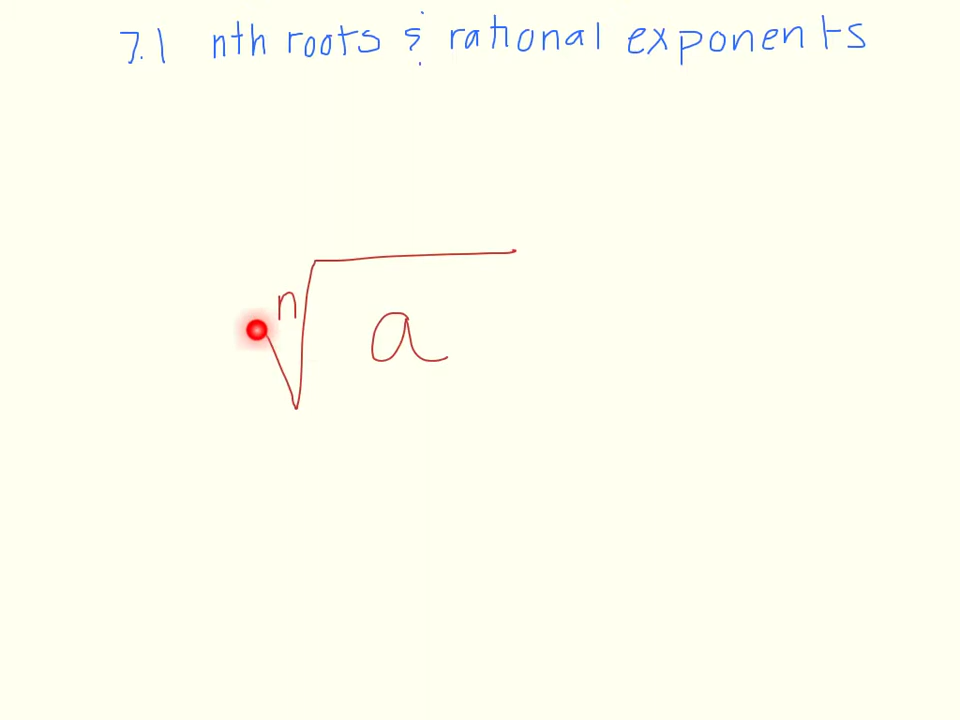 7.1 nth roots & rational exponents
ⁿ√a